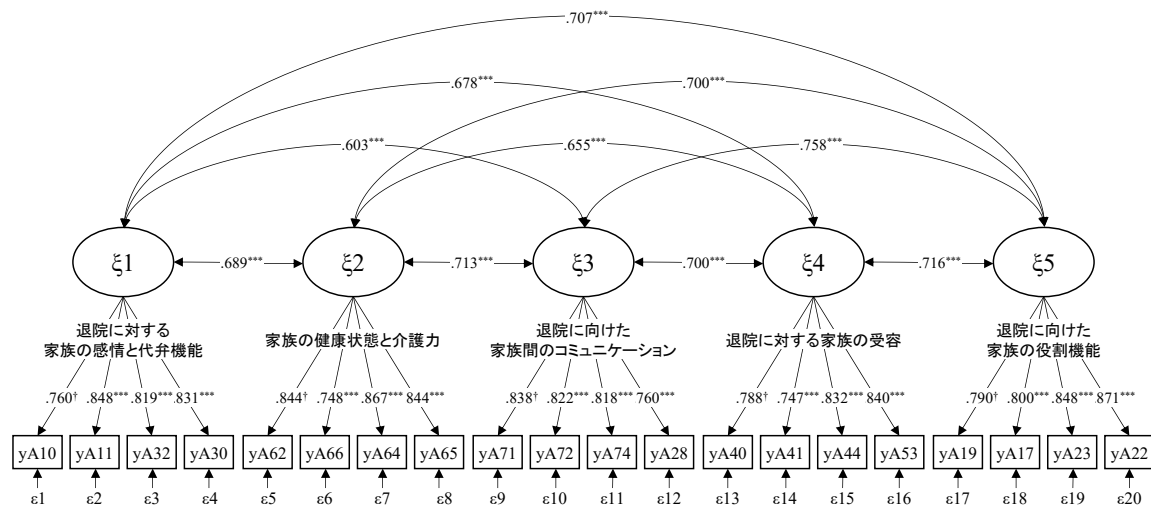 .707***
.678*** .700***
.603*** .655*** .758***
ξ1 .689*** ξ2 .713*** ξ3 .700*** ξ4 .716*** ξ5
退院に対する
家族の感情と代弁機能
家族の健康状態と介護力
退院に向けた
家族間のコミュニケーション
退院に対する家族の受容
退院に向けた
家族の役割機能
.760† .848*** .819*** .831*** .844† .748*** .867*** 844*** .838† .822*** .818*** 760*** .788† .747*** .832*** 840*** .790† .800*** .848*** 871***
yA10 yA11 yA32 yA30 yA62 yA66 yA64 yA65 yA71 yA72 yA74 yA28 yA40 yA41 yA44 yA53 yA19 yA17 yA23 yA22
ε1 ε2 ε3 ε4 ε5 ε6 ε7 ε8 ε9 ε10 ε11 ε12 ε13 ε14 ε15 ε16 ε17 ε18 ε19 ε20